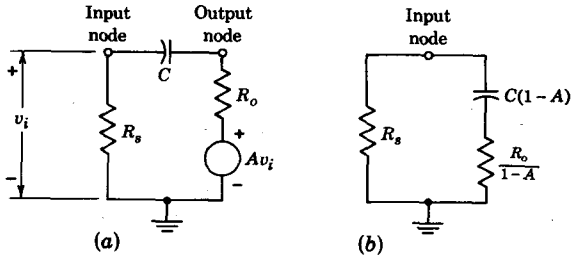 Input node
Output node
C
+
v_i
−
R_s
R_o
+
Av_i
−
(a)
Input node
R_s
C(1 − A)
R_o
1 − A
(b)